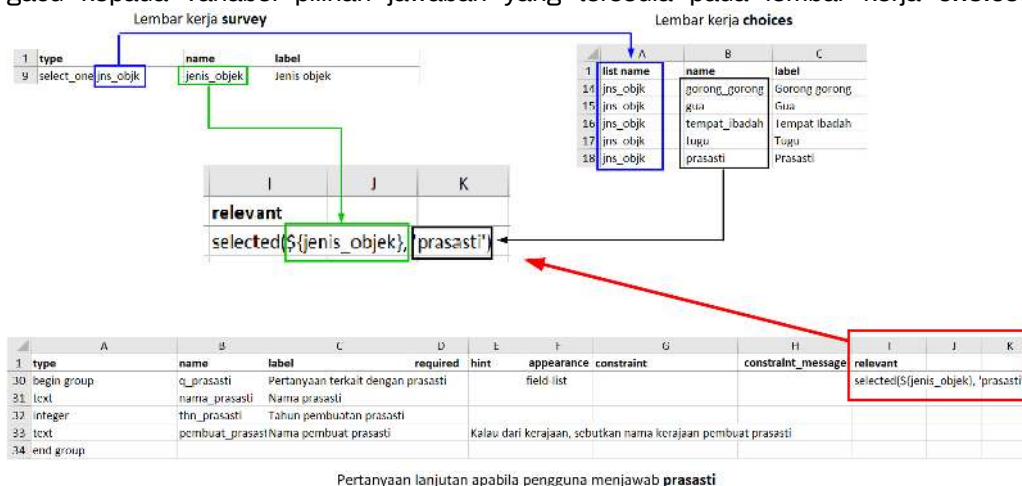 kepada variabel pilihan jawaban yang tersedia pada lembar kerja
Lembar kerja survey
Lembar kerja choices
1 type name label
9 select_one jns_objk jenis_objek Jenis objek
A B C
1 list name name label
14 jns_objk gorong_gorong Gorong gorong
15 jns_objk gua Gua
16 jns_objk tempat_ibadah Tempat Ibadah
17 jns_objk tugu Tugu
18 jns_objk prasasti Prasasti
I J K
relevant
selected(${jenis_objek}, 'prasasti')
A B C D E F G H I J K
1 type name label required hint appearance constraint constraint_message relevant
30 begin group q_prasasti Pertanyaan terkait dengan prasasti field-list selected(${jenis_objek}, 'prasasti'
31 text nama_prasasti Nama prasasti
32 integer thn_prasasti Tahun pembuatan prasasti
33 text pembuat_prasast Nama pembuat prasasti Kalau dari kerajaan, sebutkan nama kerajaan pembuat prasasti
34 end group
Pertanyaan lanjutan apabila pengguna menjawab prasasti